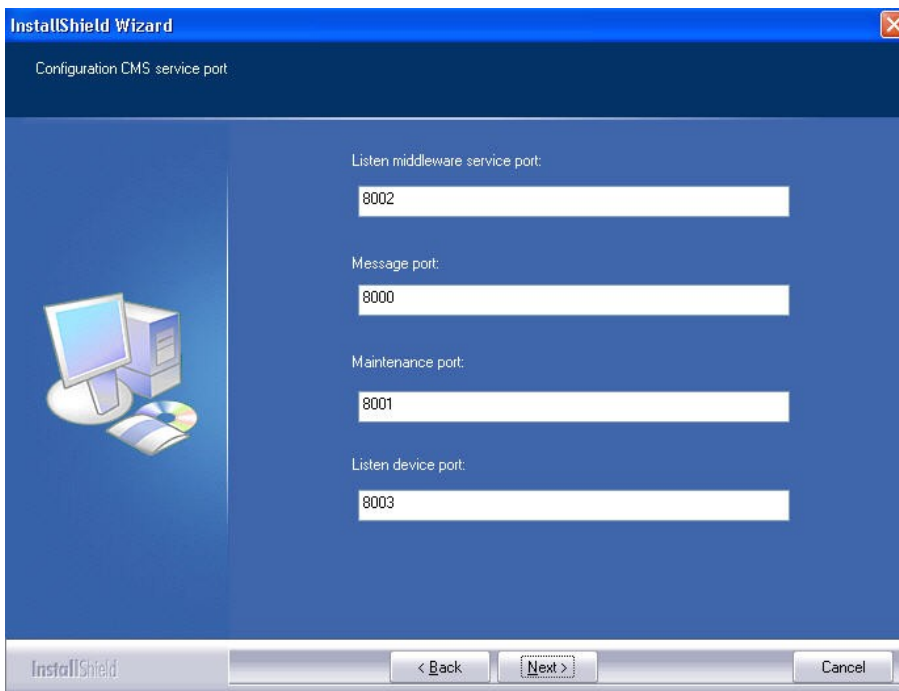 InstallShield Wizard
Configuration CMS service port
Listen middleware service port:
8002
Message port:
8000
Maintenance port:
8001
Listen device port:
8003
InstallShield
< Back
Next >
Cancel